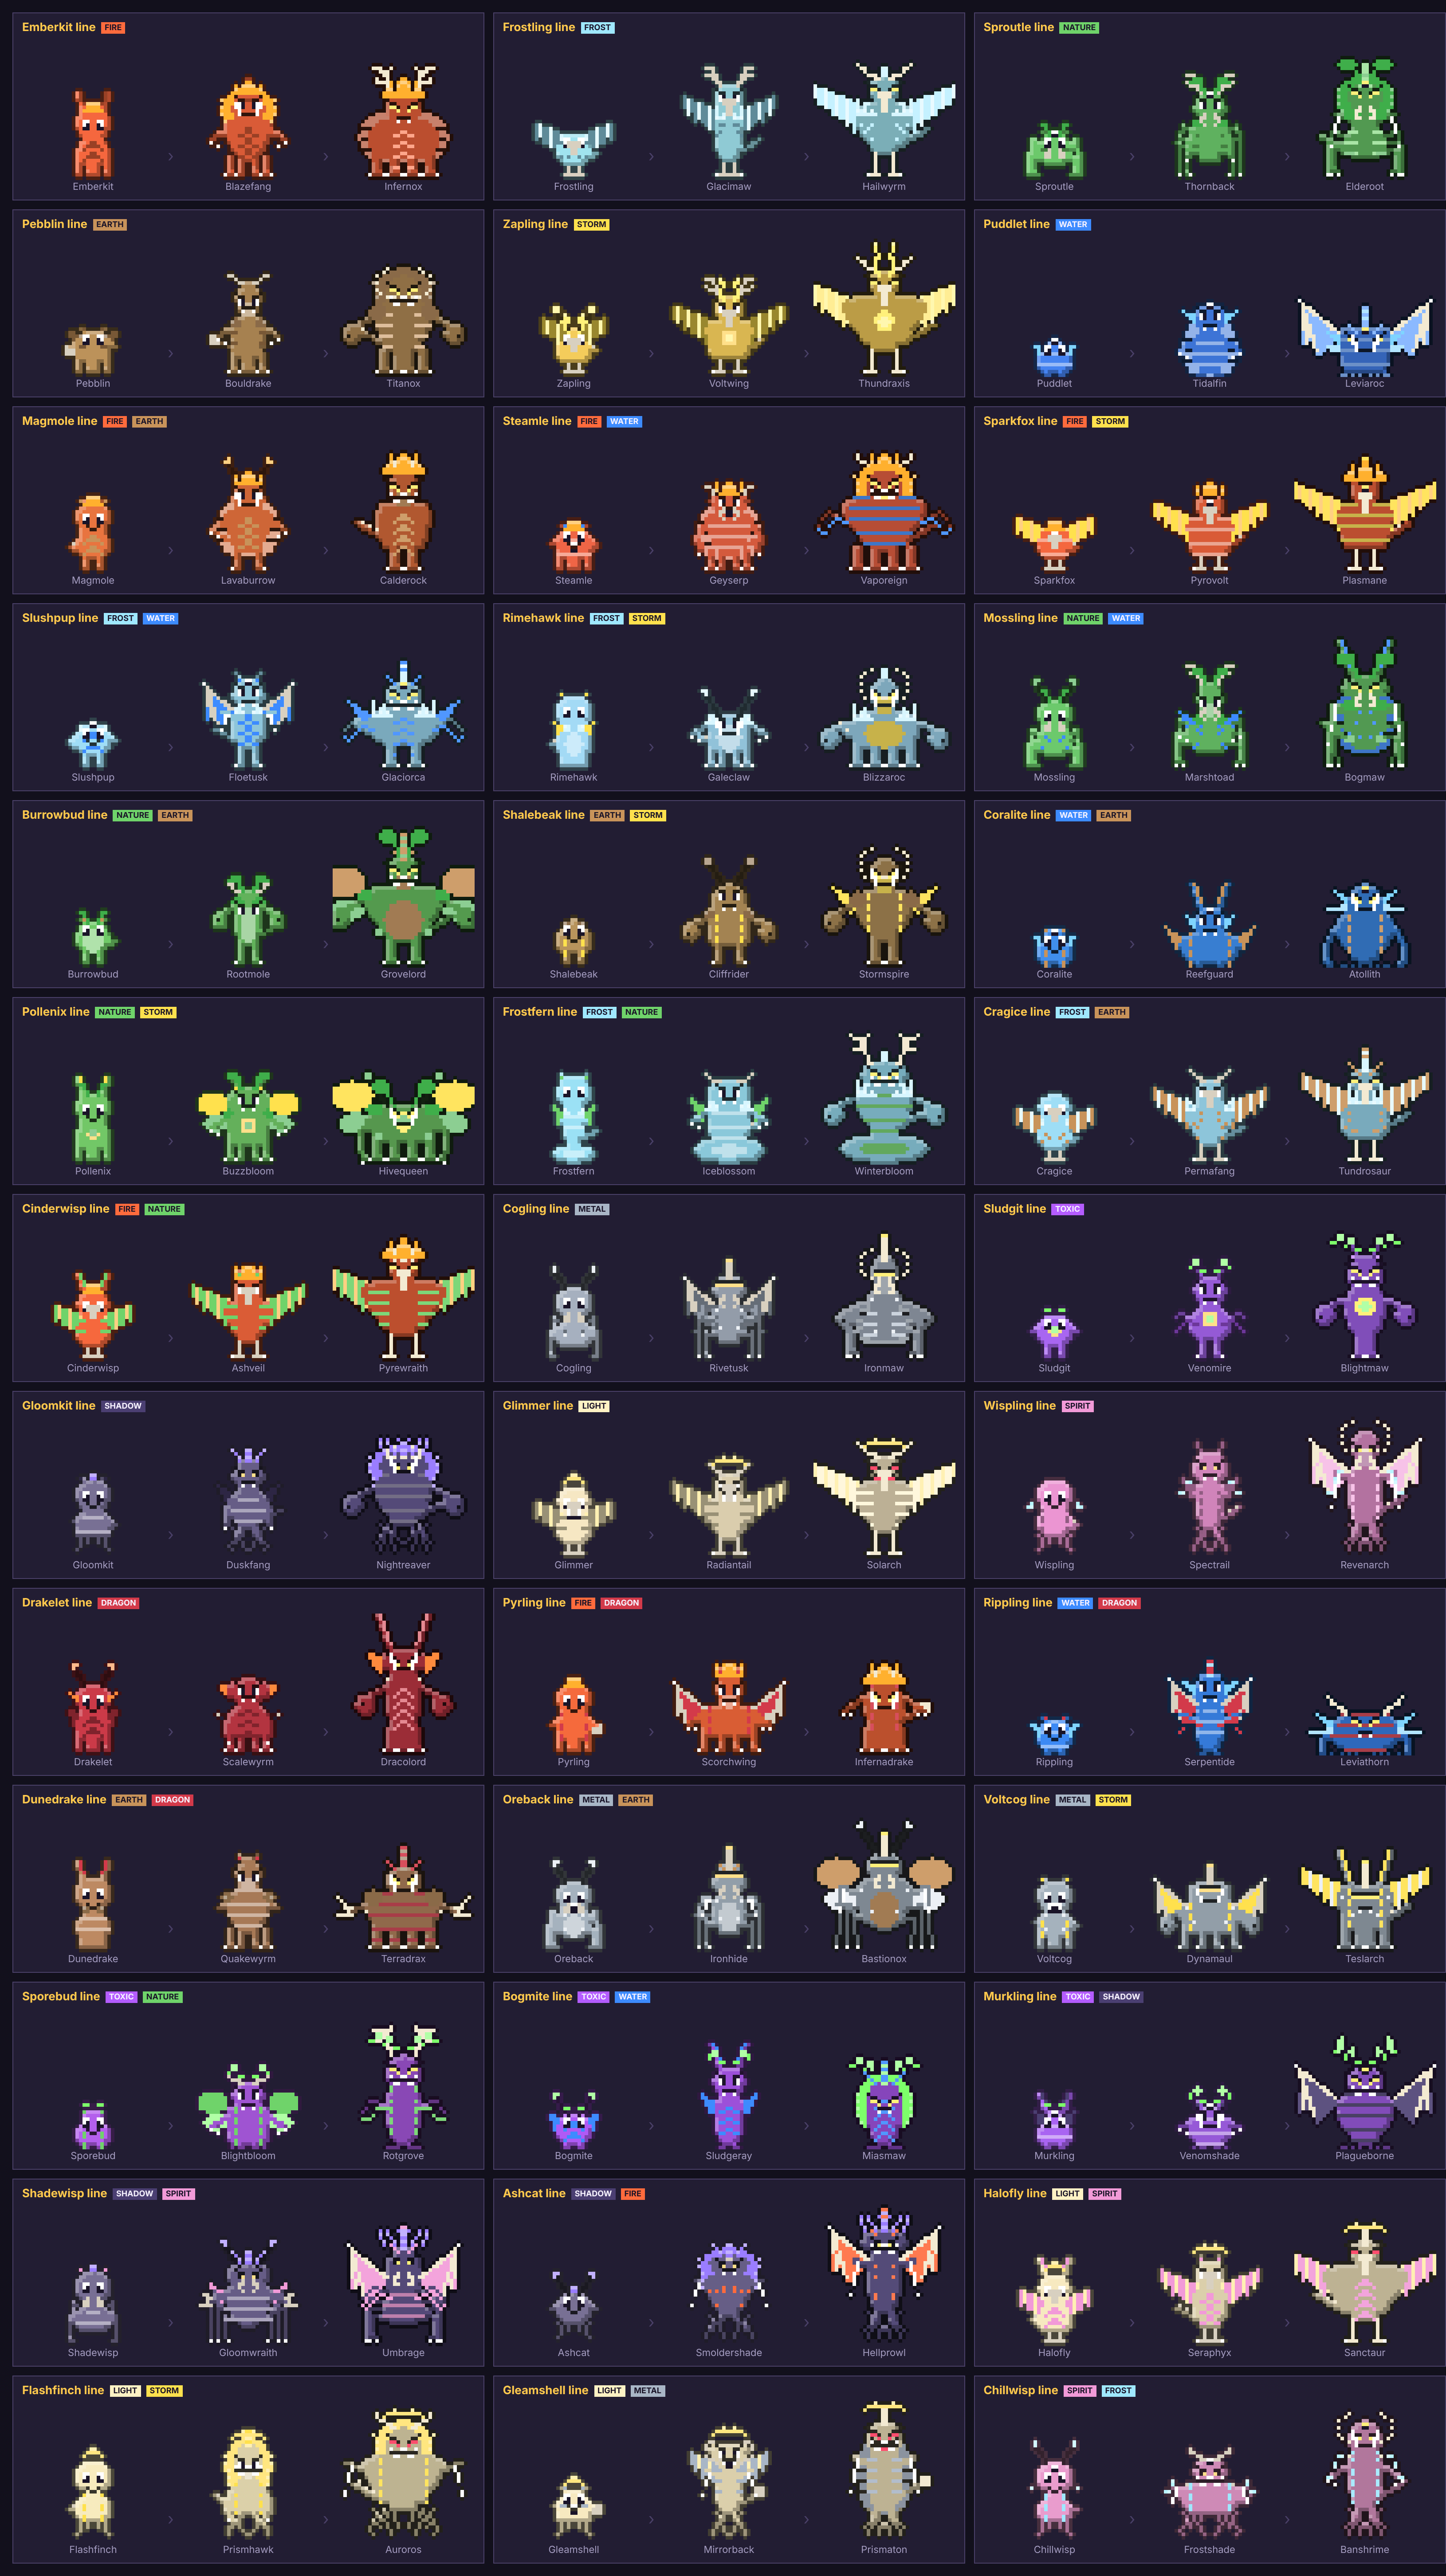 Emberkit line FIRE
Emberkit › Blazefang › Infernox
Frostling line FROST
Frostling › Glacimaw › Hailwyrm
Sproutle line NATURE
Sproutle › Thornback › Elderoot
Pebblin line EARTH
Pebblin › Bouldrake › Titanox
Zapling line STORM
Zapling › Voltwing › Thundraxis
Puddlet line WATER
Puddlet › Tidalfin › Leviaroc
Magmole line FIRE EARTH
Magmole › Lavaburrow › Calderock
Steamle line FIRE WATER
Steamle › Geyserp › Vaporeign
Sparkfox line FIRE STORM
Sparkfox › Pyrovolt › Plasmane
Slushpup line FROST WATER
Slushpup › Floetusk › Glaciorca
Rimehawk line FROST STORM
Rimehawk › Galeclaw › Blizzaroc
Mossling line NATURE WATER
Mossling › Marshtoad › Bogmaw
Burrowbud line NATURE EARTH
Burrowbud › Rootmole › Grovelord
Shalebeak line EARTH STORM
Shalebeak › Cliffrider › Stormspire
Coralite line WATER EARTH
Coralite › Reefguard › Atollith
Pollenix line NATURE STORM
Pollenix › Buzzbloom › Hivequeen
Frostfern line FROST NATURE
Frostfern › Iceblossom › Winterbloom
Cragice line FROST EARTH
Cragice › Permafang › Tundrosaur
Cinderwisp line FIRE NATURE
Cinderwisp › Ashveil › Pyrewraith
Cogling line METAL
Cogling › Rivetusk › Ironmaw
Sludgit line TOXIC
Sludgit › Venomire › Blightmaw
Gloomkit line SHADOW
Gloomkit › Duskfang › Nightreaver
Glimmer line LIGHT
Glimmer › Radiantail › Solarch
Wispling line SPIRIT
Wispling › Spectrail › Revenarch
Drakelet line DRAGON
Drakelet › Scalewyrm › Dracolord
Pyrling line FIRE DRAGON
Pyrling › Scorchwing › Infernadrake
Rippling line WATER DRAGON
Rippling › Serpentide › Leviathorn
Dunedrake line EARTH DRAGON
Dunedrake › Quakewyrm › Terradrax
Oreback line METAL EARTH
Oreback › Ironhide › Bastionox
Voltcog line METAL STORM
Voltcog › Dynamaul › Teslarch
Sporebud line TOXIC NATURE
Sporebud › Blightbloom › Rotgrove
Bogmite line TOXIC WATER
Bogmite › Sludgeray › Miasmaw
Murkling line TOXIC SHADOW
Murkling › Venomshade › Plagueborne
Shadewisp line SHADOW SPIRIT
Shadewisp › Gloomwraith › Umbrage
Ashcat line SHADOW FIRE
Ashcat › Smoldershade › Hellprowl
Halofly line LIGHT SPIRIT
Halofly › Seraphyx › Sanctaur
Flashfinch line LIGHT STORM
Flashfinch › Prismhawk › Auroros
Gleamshell line LIGHT METAL
Gleamshell › Mirrorback › Prismaton
Chillwisp line SPIRIT FROST
Chillwisp › Frostshade › Banshrime